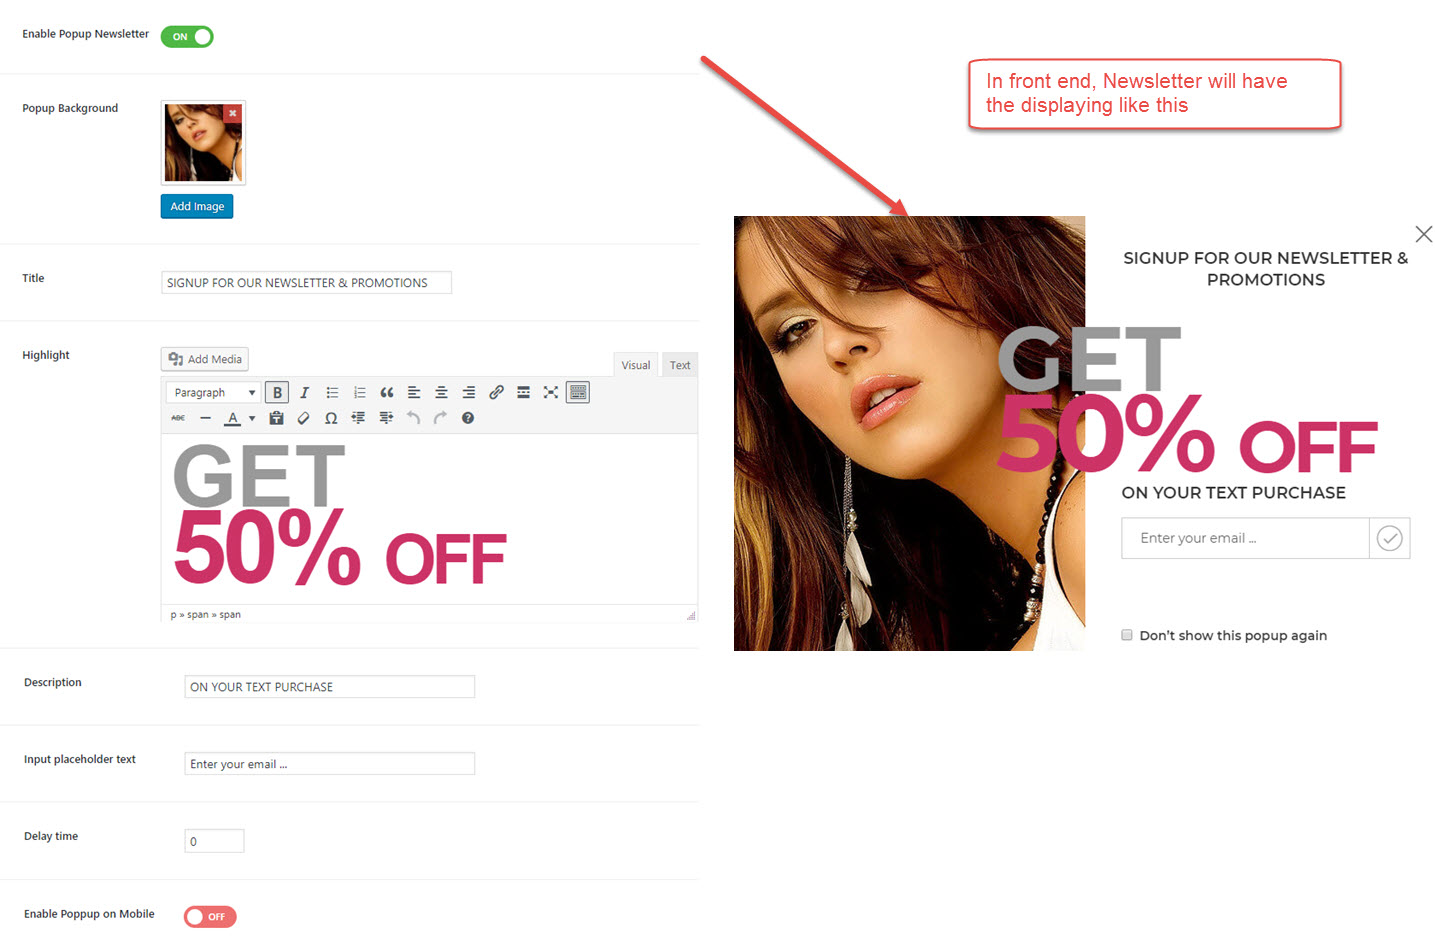 Enable Popup Newsletter
ON
Popup Background
Add Image
Title
SIGNUP FOR OUR NEWSLETTER & PROMOTIONS
Highlight
Add Media
Visual
Text
Paragraph
B
I
ABC
A
GET
50% OFF
p » span » span
Description
ON YOUR TEXT PURCHASE
Input placeholder text
Enter your email ...
Delay time
0
Enable Poppup on Mobile
OFF
In front end, Newsletter will have
the displaying like this
SIGNUP FOR OUR NEWSLETTER &
PROMOTIONS
GET
50% OFF
ON YOUR TEXT PURCHASE
Enter your email ...
Don't show this popup again